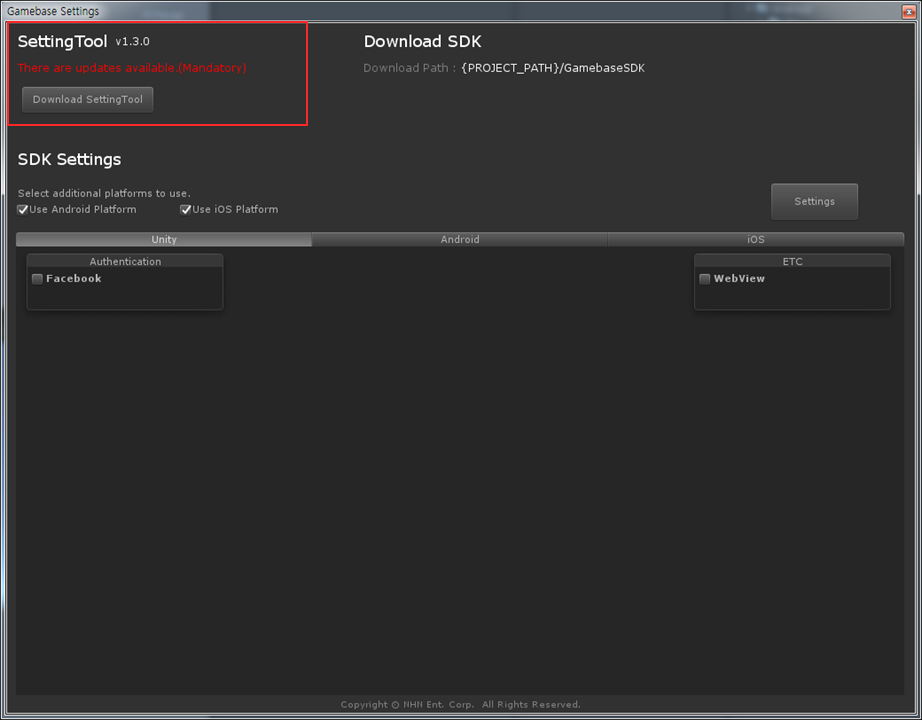 Gamebase Settings
SettingTool v1.3.0
There are updates available.[Mandatory]
Download SettingTool
Download SDK
Download Path : {PROJECT_PATH}/GamebaseSDK
SDK Settings
Select additional platforms to use.
Use Android Platform
Use iOS Platform
Settings
Unity
Android
iOS
Authentication
Facebook
ETC
WebView
Copyright © NHN Ent. Corp. All Rights Reserved.